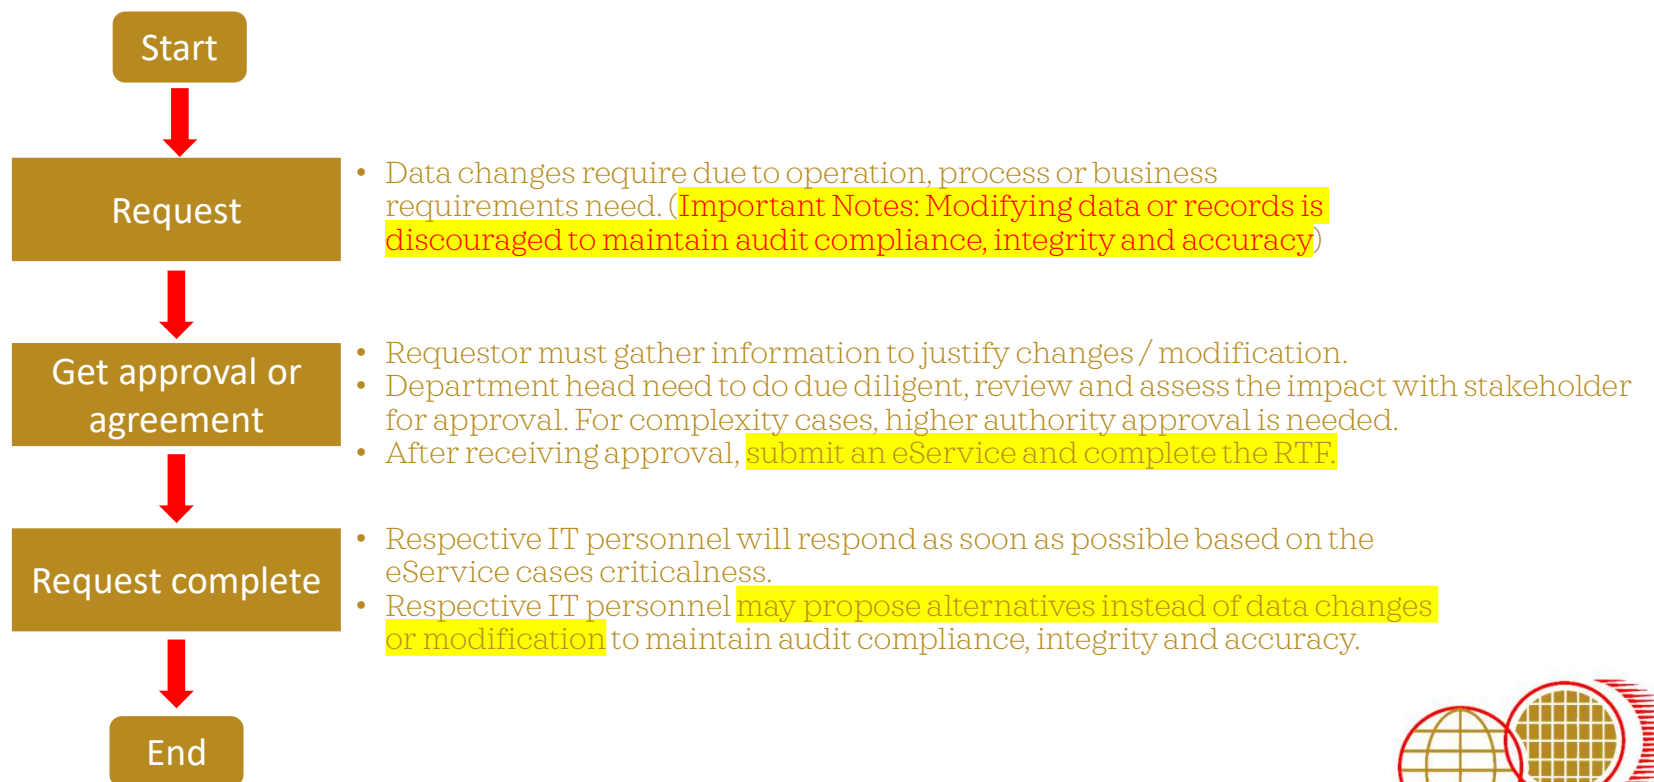 Start
Request
• Data changes require due to operation, process or business
requirements need. (Important Notes: Modifying data or records is
discouraged to maintain audit compliance, integrity and accuracy)
Get approval or
agreement
• Requestor must gather information to justify changes / modification.
• Department head need to do due diligent, review and assess the impact with stakeholder
for approval. For complexity cases, higher authority approval is needed.
• After receiving approval, submit an eService and complete the RTF.
Request complete
• Respective IT personnel will respond as soon as possible based on the
eService cases criticalness.
• Respective IT personnel may propose alternatives instead of data changes
or modification to maintain audit compliance, integrity and accuracy.
End